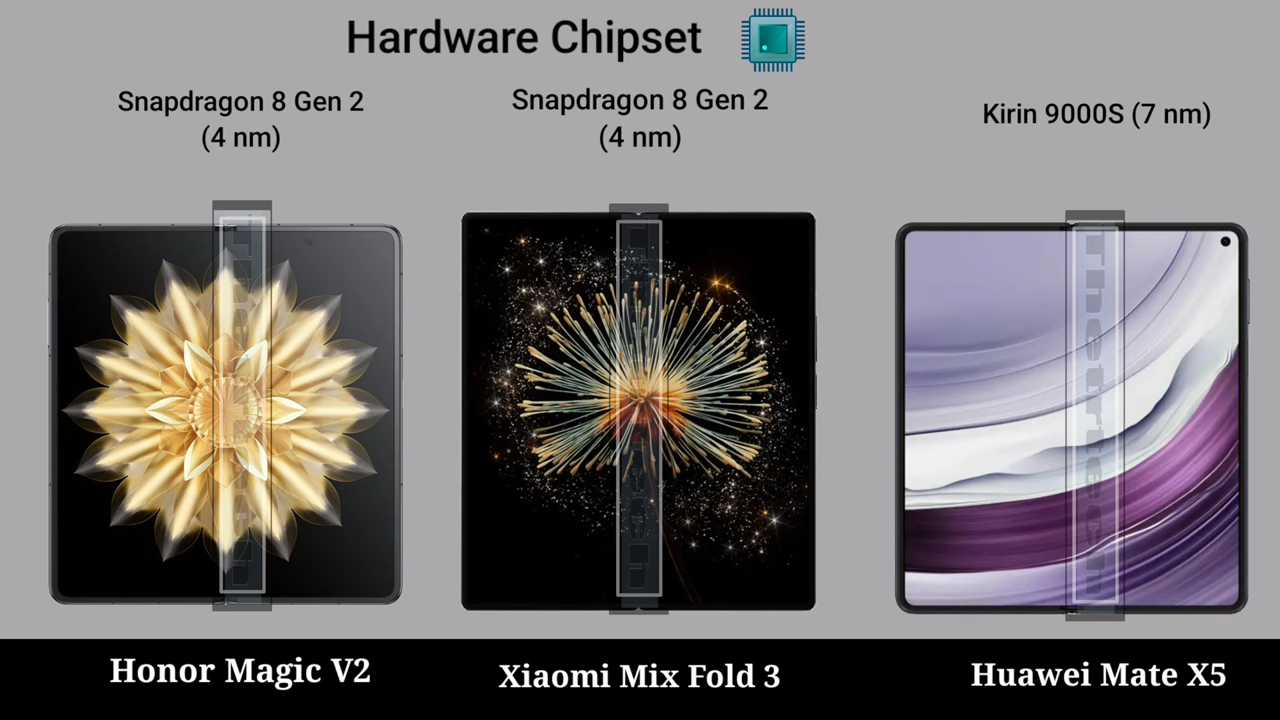 Hardware Chipset
Snapdragon 8 Gen 2
(4 nm)
Snapdragon 8 Gen 2
(4 nm)
Kirin 9000S (7 nm)
Thertech
Honor Magic V2
Xiaomi Mix Fold 3
Huawei Mate X5